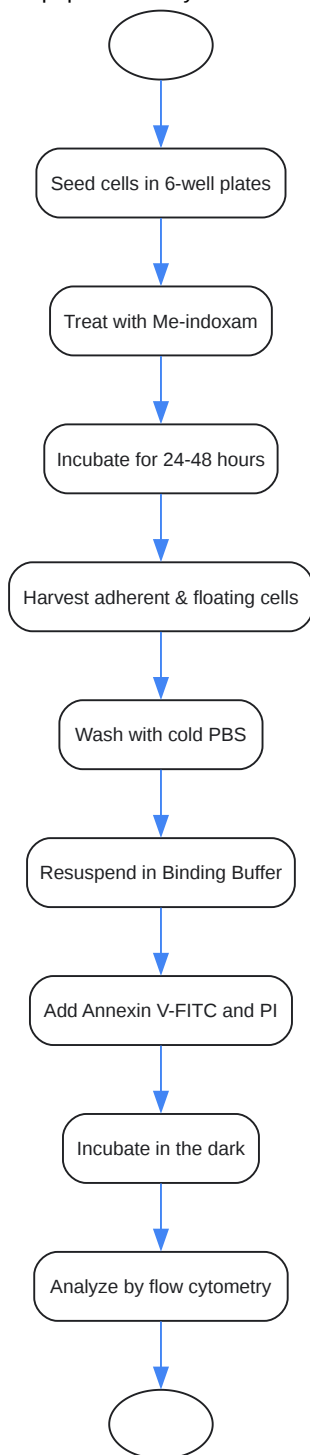 Seed cells in 6-well plates
Treat with Me-indoxam
Incubate for 24-48 hours
Harvest adherent & floating cells
Wash with cold PBS
Resuspend in Binding Buffer
Add Annexin V-FITC and PI
Incubate in the dark
Analyze by flow cytometry